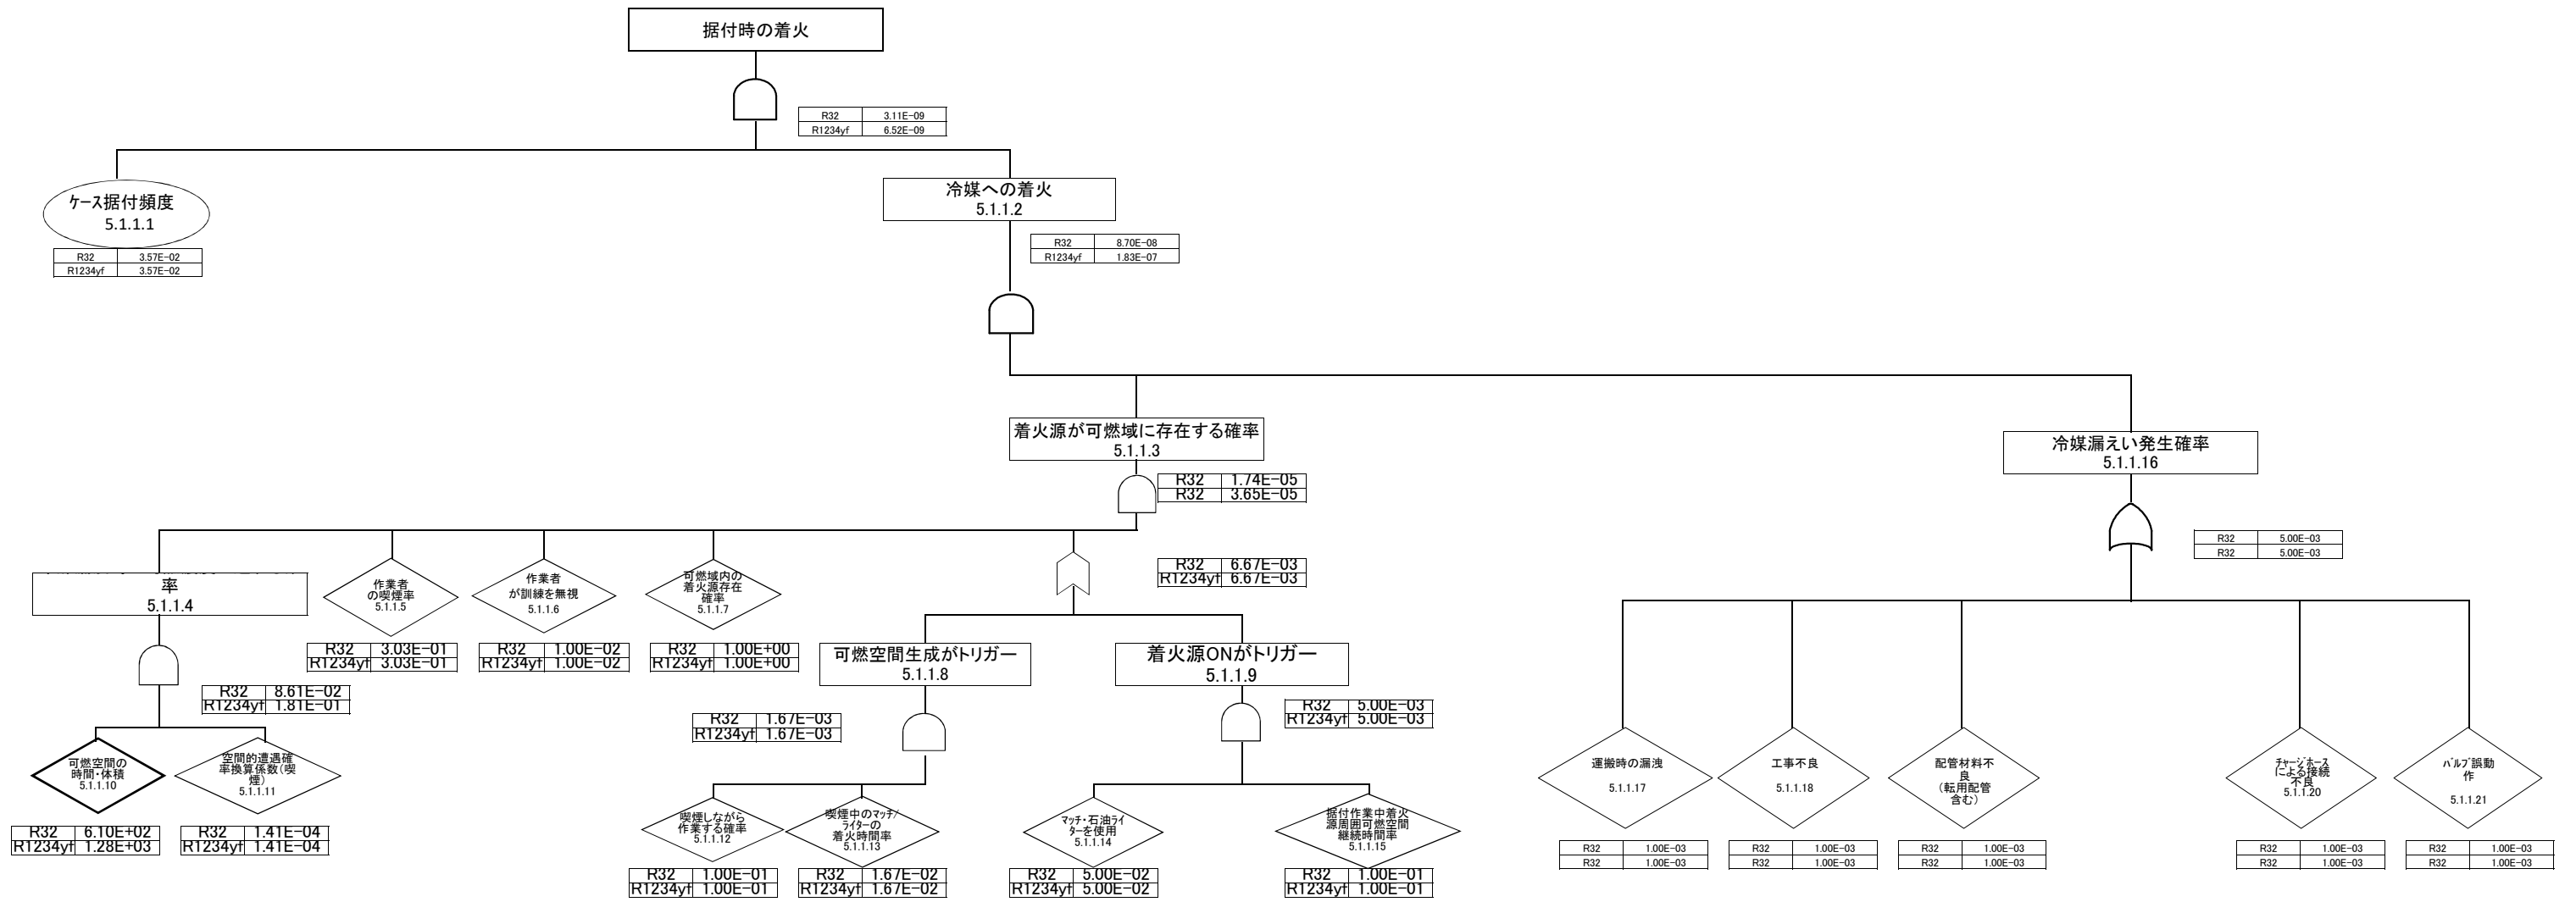 据付時の着火
R32 3.11E-09
R1234yf 6.52E-09
ｹｰｽ据付頻度
5.1.1.1
R32 3.57E-02
R1234yf 3.57E-02
冷媒への着火
5.1.1.2
R32 8.70E-08
R1234yf 1.83E-07
着火源が可燃域に存在する確率
5.1.1.3
R32 1.74E-05
R32 3.65E-05
冷媒漏えい発生確率
5.1.1.16
R32 5.00E-03
R32 5.00E-03
率
5.1.1.4
R32 8.61E-02
R1234yf 1.81E-01
作業者
の喫煙率
5.1.1.5
R32 3.03E-01
R1234yf 3.03E-01
作業者
が訓練を無視
5.1.1.6
R32 1.00E-02
R1234yf 1.00E-02
可燃域内の
着火源存在
確率
5.1.1.7
R32 1.00E+00
R1234yf 1.00E+00
R32 6.67E-03
R1234yf 6.67E-03
可燃空間生成がﾄﾘｶﾞｰ
5.1.1.8
R32 1.67E-03
R1234yf 1.67E-03
着火源ONがﾄﾘｶﾞｰ
5.1.1.9
R32 5.00E-03
R1234yf 5.00E-03
可燃空間の
時間・体積
5.1.1.10
R32 6.10E+02
R1234yf 1.28E+03
空間的遭遇確
率換算係数(喫
煙)
5.1.1.11
R32 1.41E-04
R1234yf 1.41E-04
喫煙しながら
作業する確率
5.1.1.12
R32 1.00E-01
R1234yf 1.00E-01
喫煙中のマッチ/
ライターの
着火時間率
5.1.1.13
R32 1.67E-02
R1234yf 1.67E-02
ﾏｯﾁ・石油ﾗｲ
ﾀｰを使用
5.1.1.14
R32 5.00E-02
R1234yf 5.00E-02
据付作業中着火
源周囲可燃空間
継続時間率
5.1.1.15
R32 1.00E-01
R1234yf 1.00E-01
運搬時の漏洩
5.1.1.17
R32 1.00E-03
R32 1.00E-03
工事不良
5.1.1.18
R32 1.00E-03
R32 1.00E-03
配管材料不
良
(転用配管
含む)
R32 1.00E-03
R32 1.00E-03
ﾁｬｰｼﾞﾎｰｽ
による接続
不良
5.1.1.20
R32 1.00E-03
R32 1.00E-03
ﾊﾞﾙﾌﾞ誤動
作
5.1.1.21
R32 1.00E-03
R32 1.00E-03